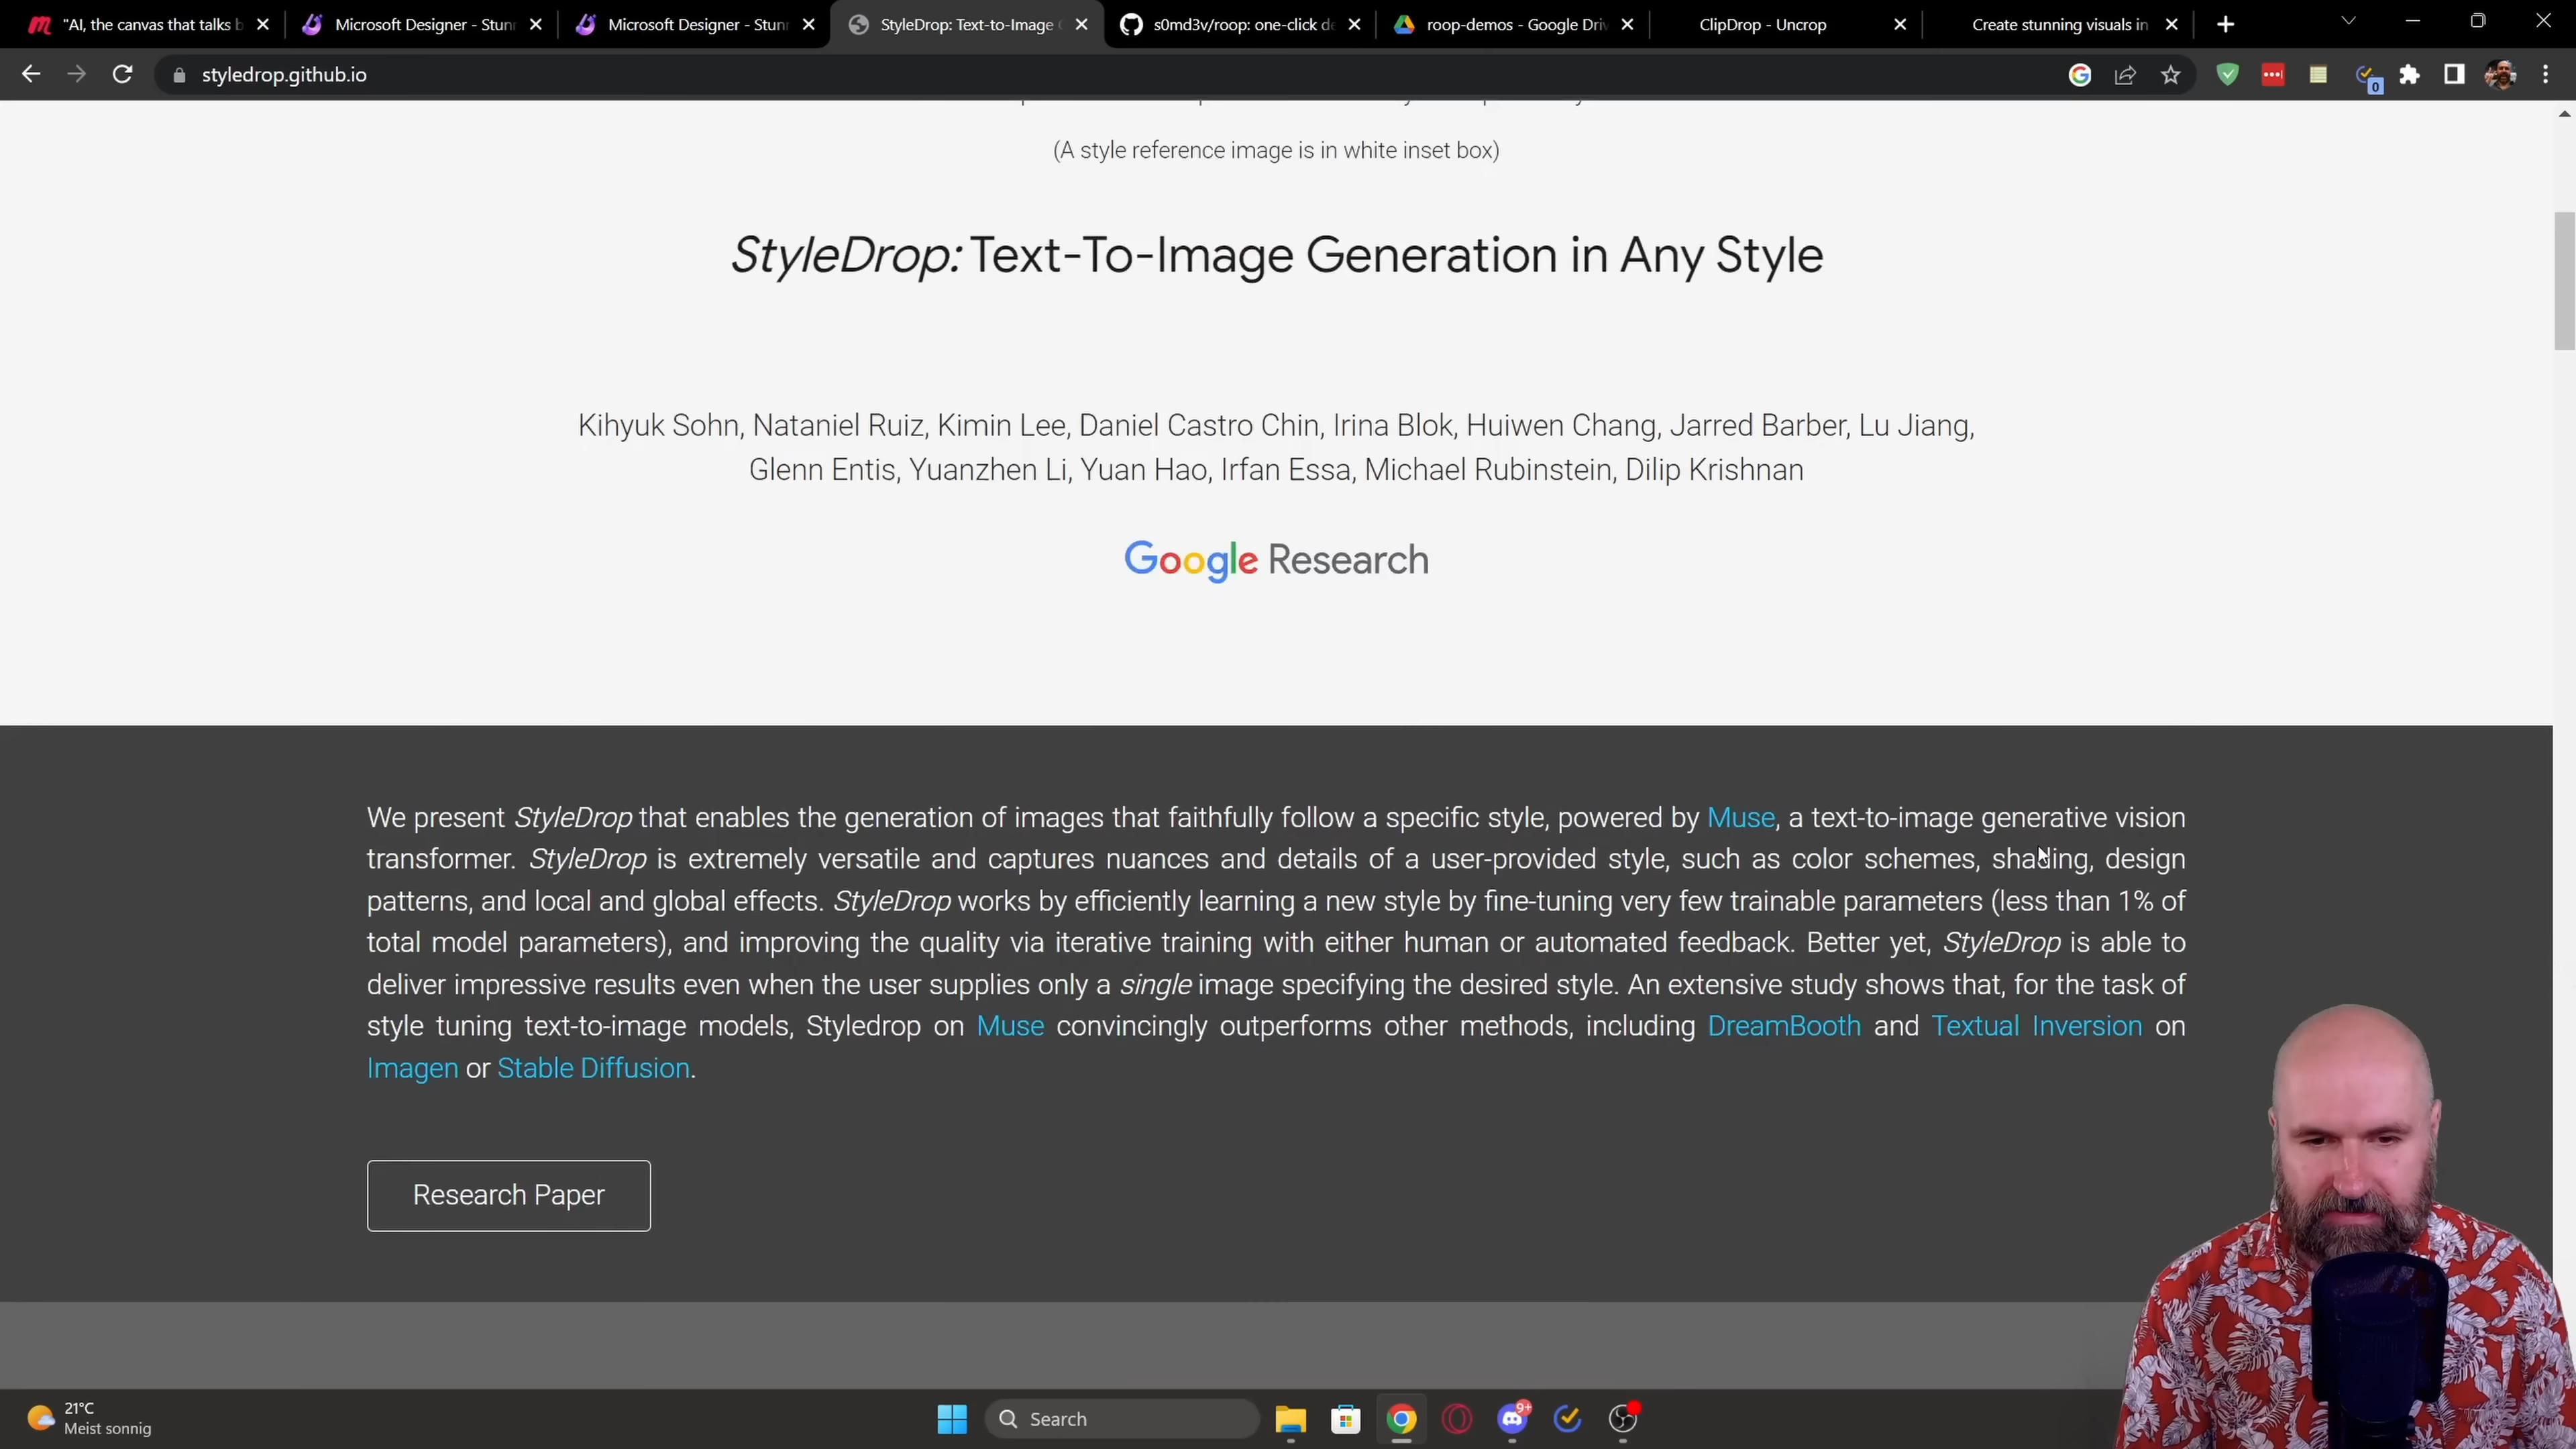 "AI, the canvas that talks b
Microsoft Designer - Stunn
Microsoft Designer - Stunn
StyleDrop: Text-to-Image G
s0md3v/roop: one-click de
roop-demos - Google Driv
ClipDrop - Uncrop
Create stunning visuals in
styledrop.github.io
0
(A style reference image is in white inset box)
StyleDrop: Text-To-Image Generation in Any Style
Kihyuk Sohn, Nataniel Ruiz, Kimin Lee, Daniel Castro Chin, Irina Blok, Huiwen Chang, Jarred Barber, Lu Jiang,
Glenn Entis, Yuanzhen Li, Yuan Hao, Irfan Essa, Michael Rubinstein, Dilip Krishnan
Google Research
We present StyleDrop that enables the generation of images that faithfully follow a specific style, powered by Muse, a text-to-image generative vision
transformer. StyleDrop is extremely versatile and captures nuances and details of a user-provided style, such as color schemes, shading, design
patterns, and local and global effects. StyleDrop works by efficiently learning a new style by fine-tuning very few trainable parameters (less than 1% of
total model parameters), and improving the quality via iterative training with either human or automated feedback. Better yet, StyleDrop is able to
deliver impressive results even when the user supplies only a single image specifying the desired style. An extensive study shows that, for the task of
style tuning text-to-image models, Styledrop on Muse convincingly outperforms other methods, including DreamBooth and Textual Inversion on
Imagen or Stable Diffusion.
Research Paper
21°C
Meist sonnig
Search
9+